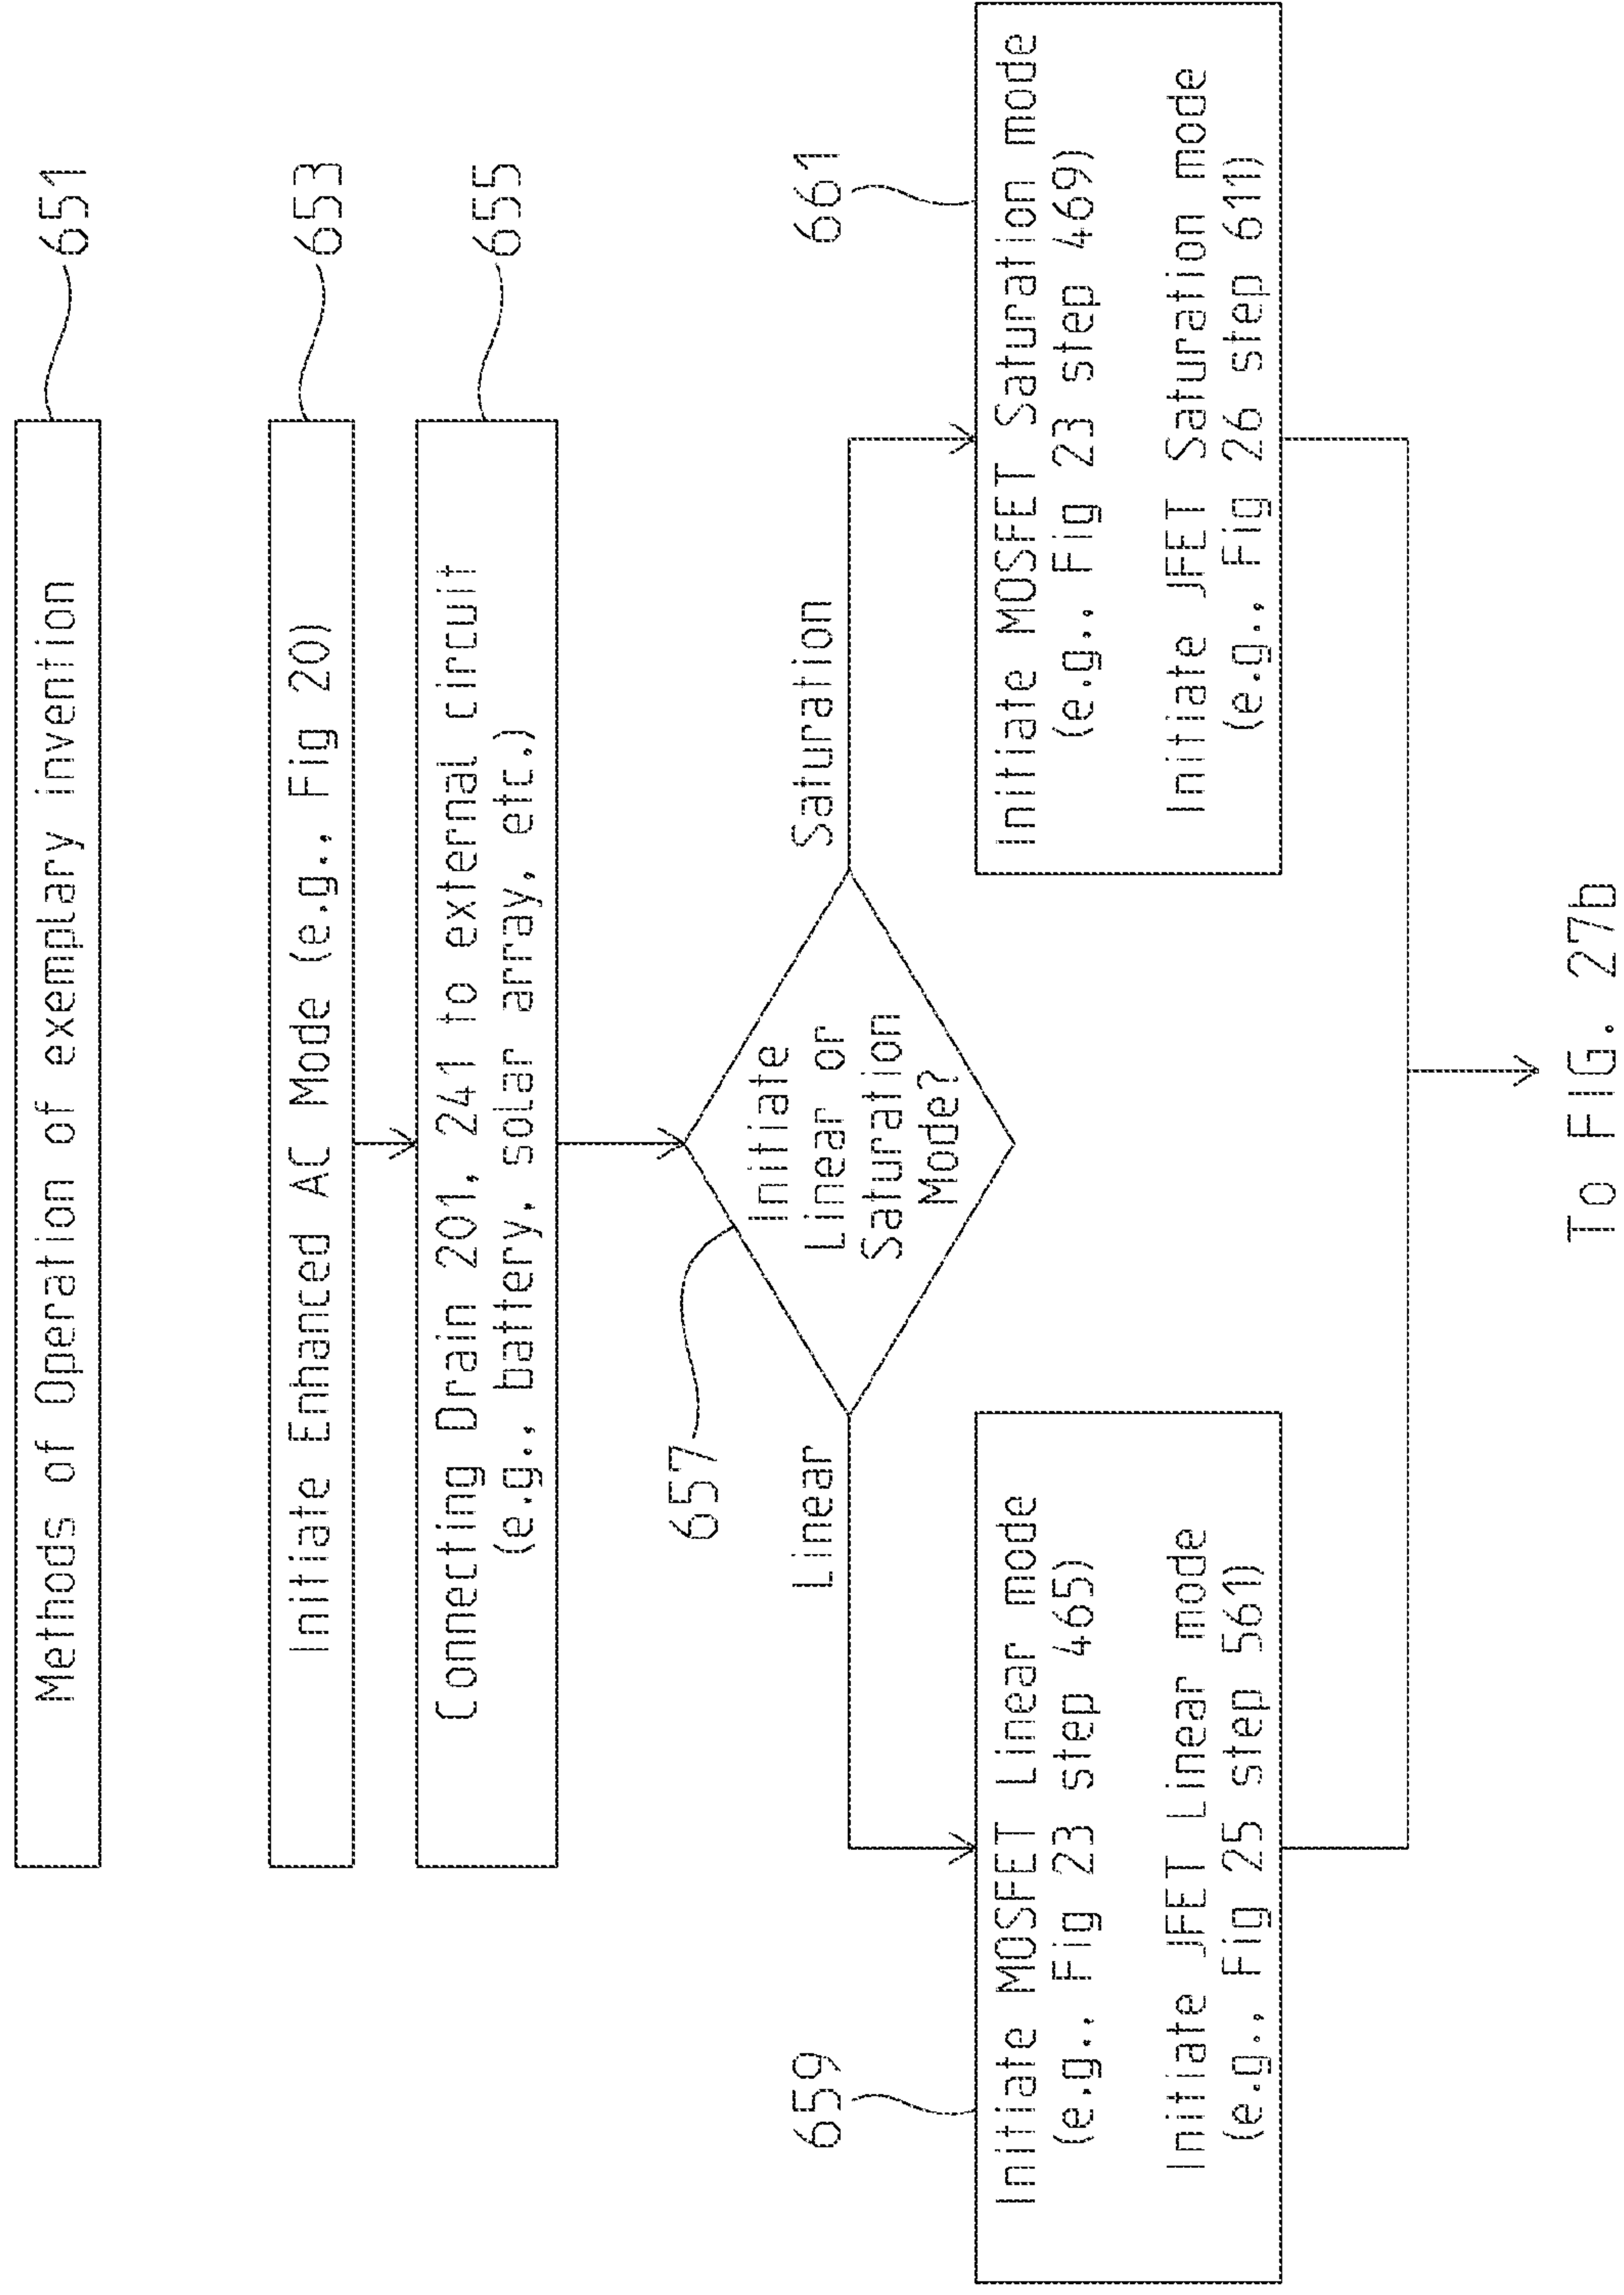 Methods of Operation of exemplary invention
651
Initiate Enhanced AC Mode (e.g., Fig 20)
653
Connecting Drain 201, 241 to external circuit
(e.g., battery, solar array, etc.)
655
657
Initiate
Linear or
Saturation
Mode?
Linear
Saturation
659
Initiate MOSFET Linear mode
(e.g., Fig 23 step 465)
Initiate JFET Linear mode
(e.g., Fig 25 step 561)
661
Initiate MOSFET Saturation mode
(e.g., Fig 23 step 469)
Initiate JFET Saturation mode
(e.g., Fig 26 step 611)
To FIG. 27b